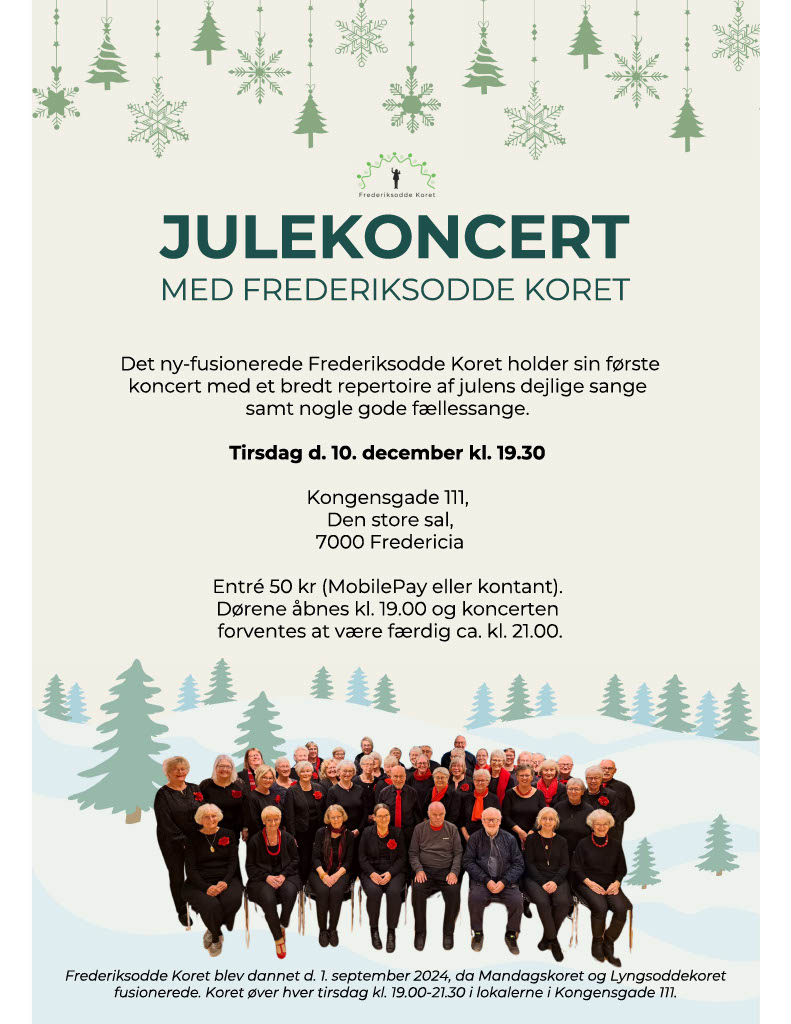 Frederiksodde Koret
JULEKONCERT
MED FREDERIKSODDE KORET
Det ny-fusionerede Frederiksodde Koret holder sin første
koncert med et bredt repertoire af julens dejlige sange
samt nogle gode fællessange.
Tirsdag d. 10. december kl. 19.30
Kongensgade 111,
Den store sal,
7000 Fredericia
Entré 50 kr (MobilePay eller kontant).
Dørene åbnes kl. 19.00 og koncerten
forventes at være færdig ca. kl. 21.00.
Frederiksodde Koret blev dannet d. 1. september 2024, da Mandagskoret og Lyngsoddekoret
fusionerede. Koret øver hver tirsdag kl. 19.00-21.30 i lokalerne i Kongensgade 111.